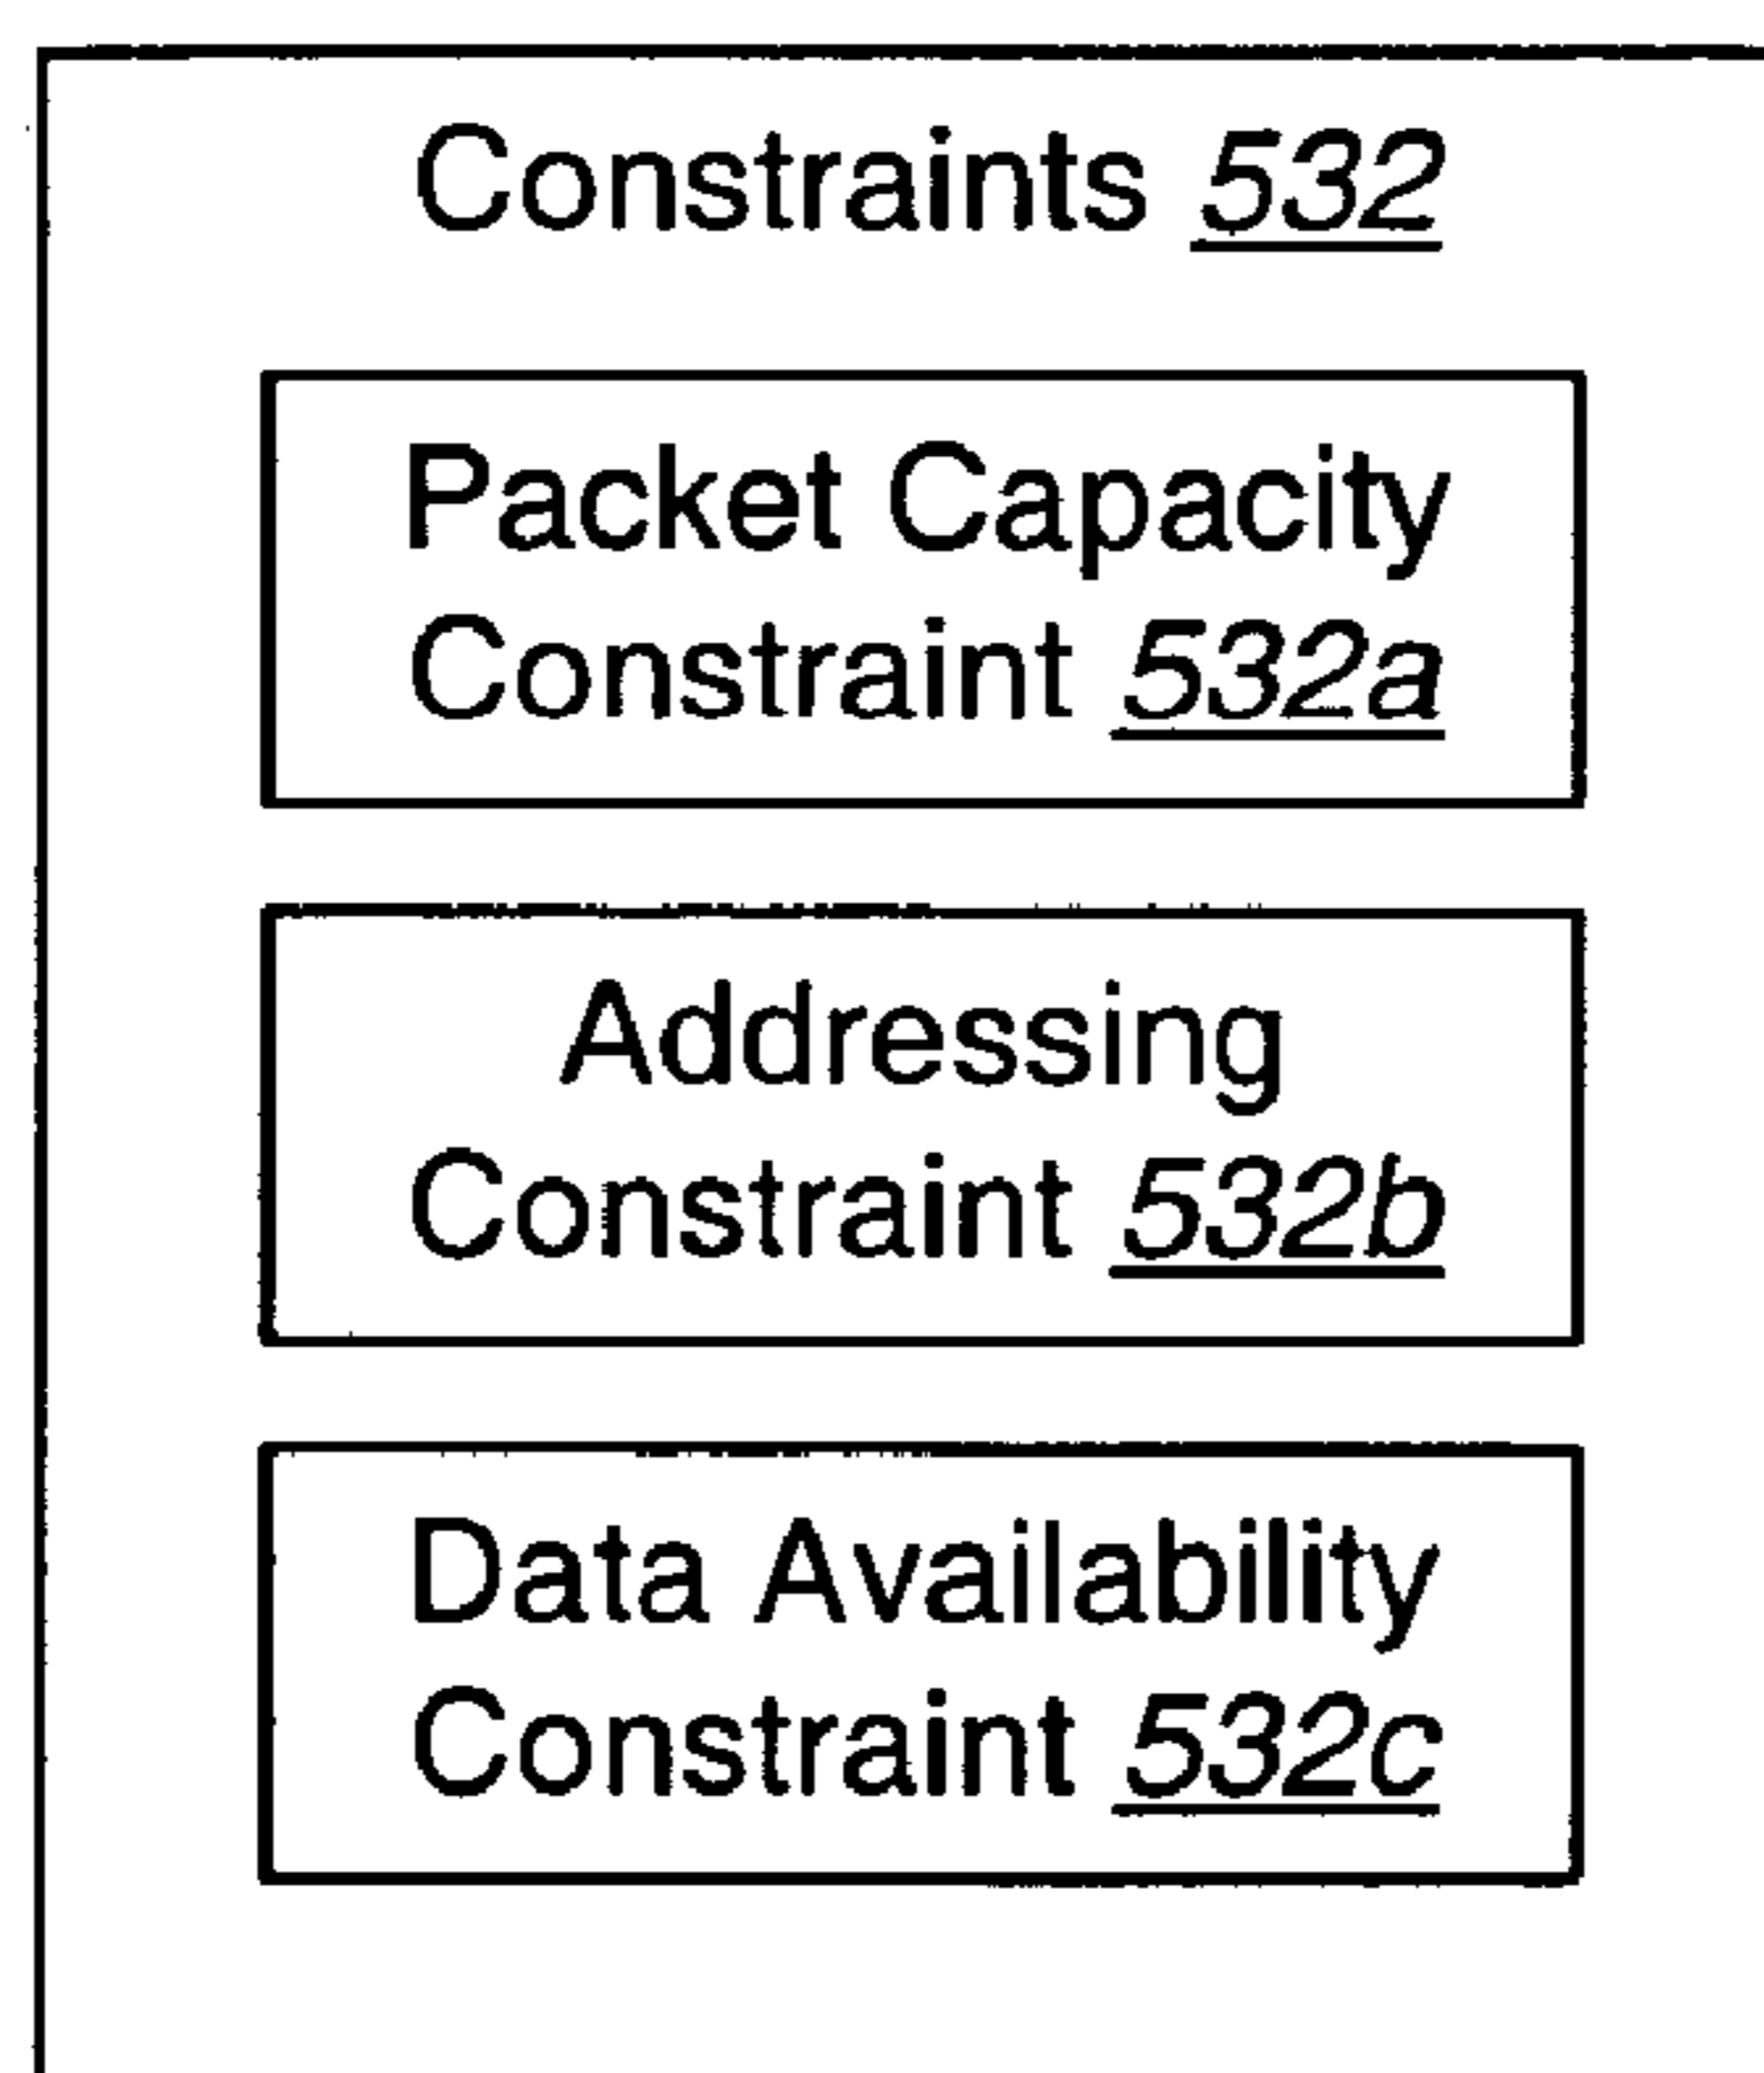 Constraints 532
Packet Capacity
Constraint 532a
Addressing
Constraint 532b
Data Availability
Constraint 532c